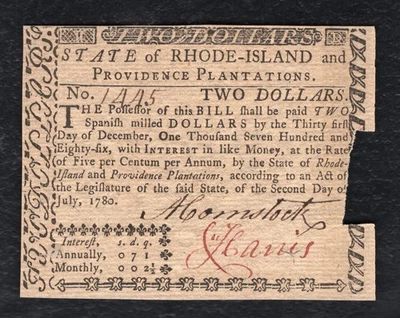 TWO DOLLARS
STATE of RHODE-ISLAND and
PROVIDENCE PLANTATIONS.
No. 1445 TWO DOLLARS.
THE Possessor of this BILL shall be paid TWO
Spanish milled DOLLARS by the Thirty first
Day of December, One Thousand Seven Hundred and
Eighty-six, with INTEREST in like Money, at the Rate
of Five per Centum per Annum, by the State of Rhode-
Island and Providence Plantations, according to an Act of
the Legislature of the said State, of the Second Day of
July, 1780.
A Comstock
Interest, s. d. q.
Annually, 0 7 1
Monthly, 0 0 2½
Harris